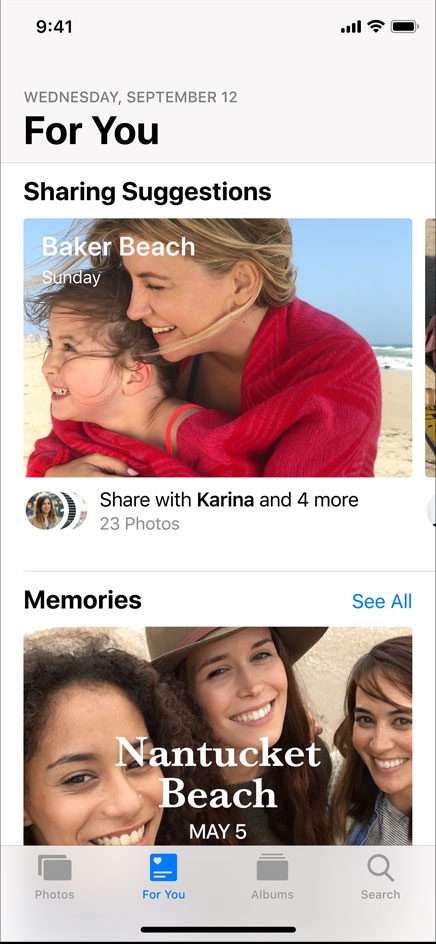 9:41
WEDNESDAY, SEPTEMBER 12
For You
Sharing Suggestions
Baker Beach
Sunday
Share with Karina and 4 more
23 Photos
Memories
See All
Nantucket
Beach
MAY 5
Photos
For You
Albums
Search